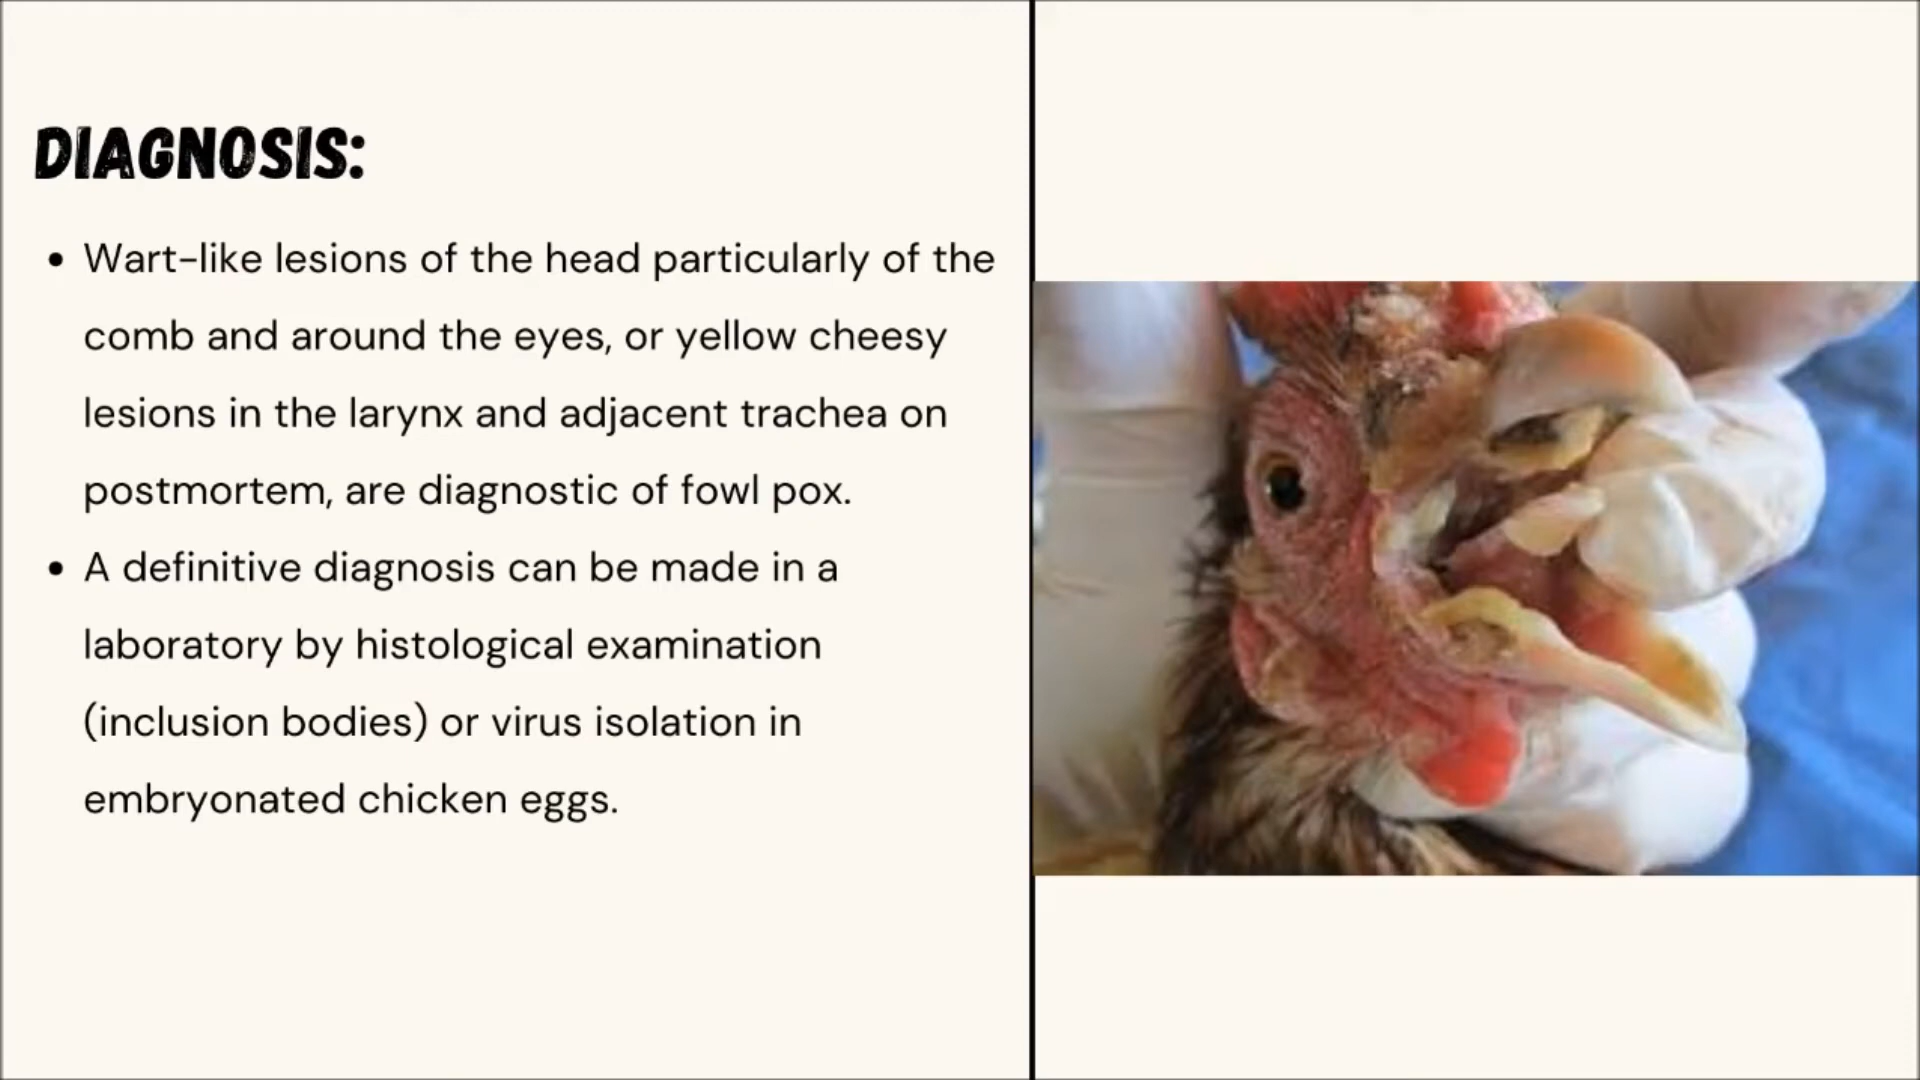 DIAGNOSIS:
• Wart-like lesions of the head particularly of the
comb and around the eyes, or yellow cheesy
lesions in the larynx and adjacent trachea on
postmortem, are diagnostic of fowl pox.
• A definitive diagnosis can be made in a
laboratory by histological examination
(inclusion bodies) or virus isolation in
embryonated chicken eggs.